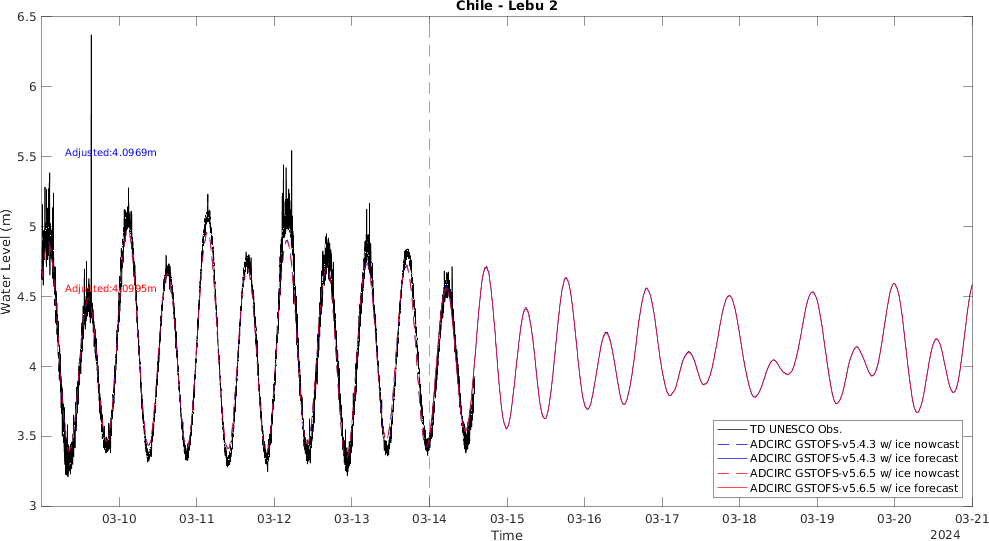 Chile - Lebu 2
6.5
6
5.5
5
4.5
4
3.5
3
Water Level (m)
Adjusted:4.0969m
Adjusted:4.0995m
TD UNESCO Obs.
ADCIRC GSTOFS-v5.4.3 w/ ice nowcast
ADCIRC GSTOFS-v5.4.3 w/ ice forecast
ADCIRC GSTOFS-v5.6.5 w/ ice nowcast
ADCIRC GSTOFS-v5.6.5 w/ ice forecast
03-10 03-11 03-12 03-13 03-14 03-15 03-16 03-17 03-18 03-19 03-20 03-21
Time
2024